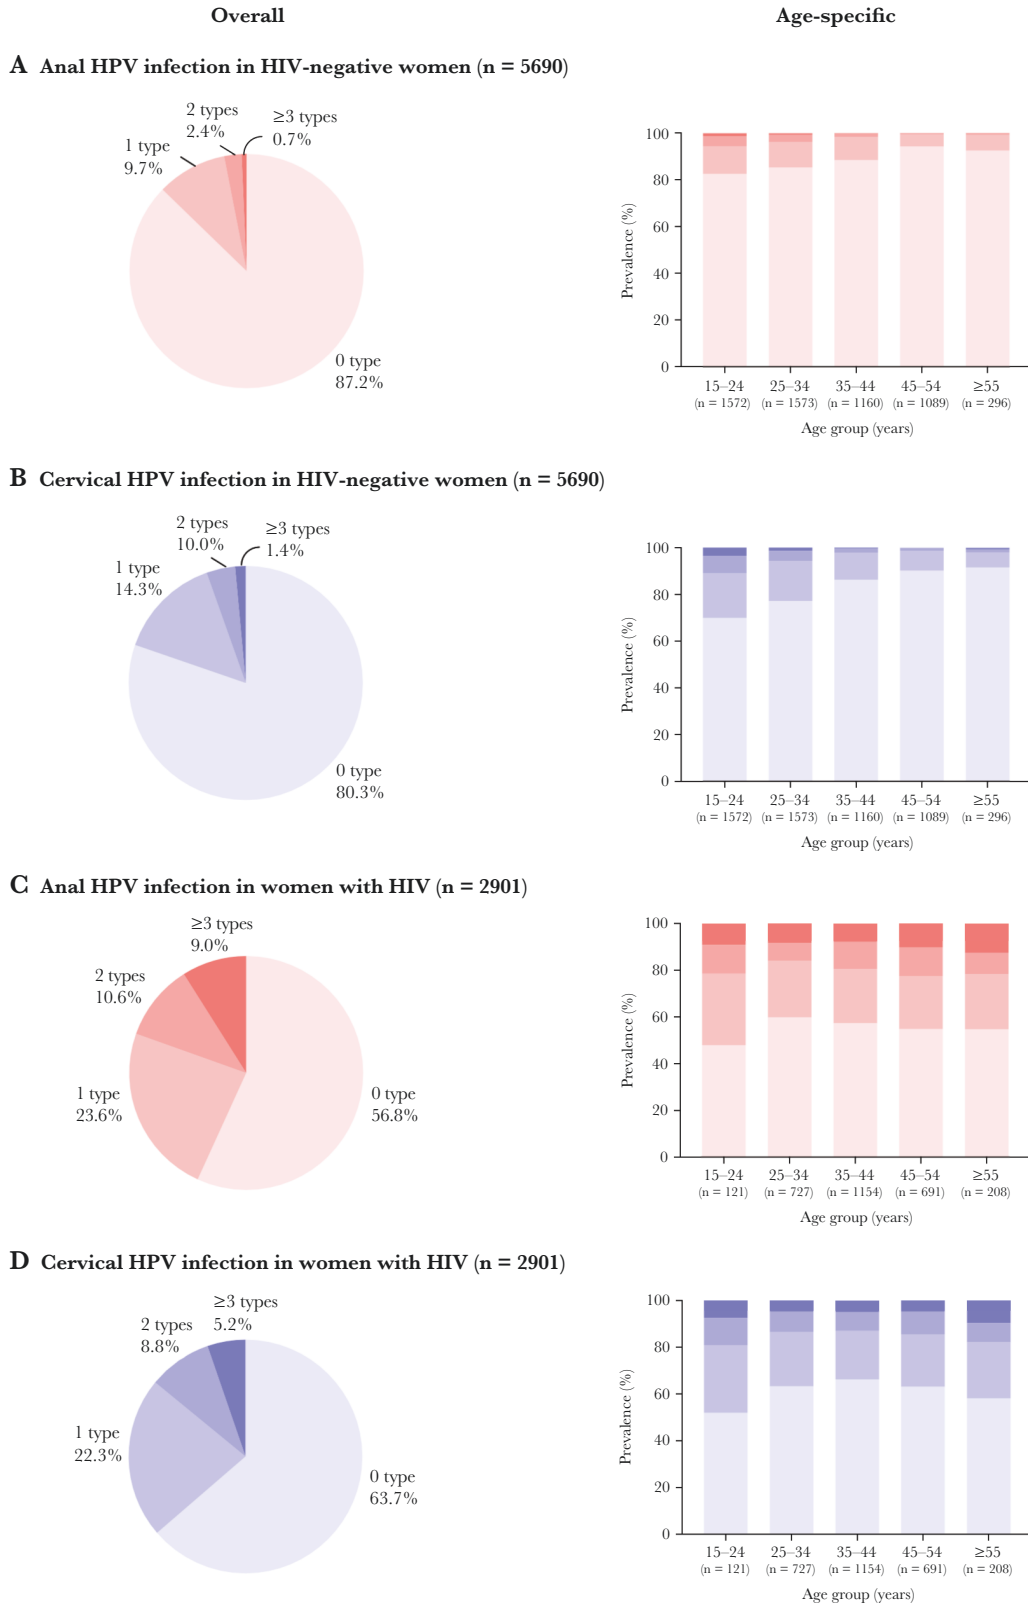 Overall
Age-specific
A Anal HPV infection in HIV-negative women (n = 5690)
2 types
2.4%
≥3 types
0.7%
1 type
9.7%
0 type
87.2%
100
80
60
40
20
0
Prevalence (%)
15–24 25–34 35–44 45–54 ≥55
(n = 1572) (n = 1573) (n = 1160) (n = 1089) (n = 296)
Age group (years)
B Cervical HPV infection in HIV-negative women (n = 5690)
2 types
10.0%
≥3 types
1.4%
1 type
14.3%
0 type
80.3%
100
80
60
40
20
0
Prevalence (%)
15–24 25–34 35–44 45–54 ≥55
(n = 1572) (n = 1573) (n = 1160) (n = 1089) (n = 296)
Age group (years)
C Anal HPV infection in women with HIV (n = 2901)
≥3 types
9.0%
2 types
10.6%
1 type
23.6%
0 type
56.8%
100
80
60
40
20
0
Prevalence (%)
15–24 25–34 35–44 45–54 ≥55
(n = 121) (n = 727) (n = 1154) (n = 691) (n = 208)
Age group (years)
D Cervical HPV infection in women with HIV (n = 2901)
≥3 types
5.2%
2 types
8.8%
1 type
22.3%
0 type
63.7%
100
80
60
40
20
0
Prevalence (%)
15–24 25–34 35–44 45–54 ≥55
(n = 121) (n = 727) (n = 1154) (n = 691) (n = 208)
Age group (years)